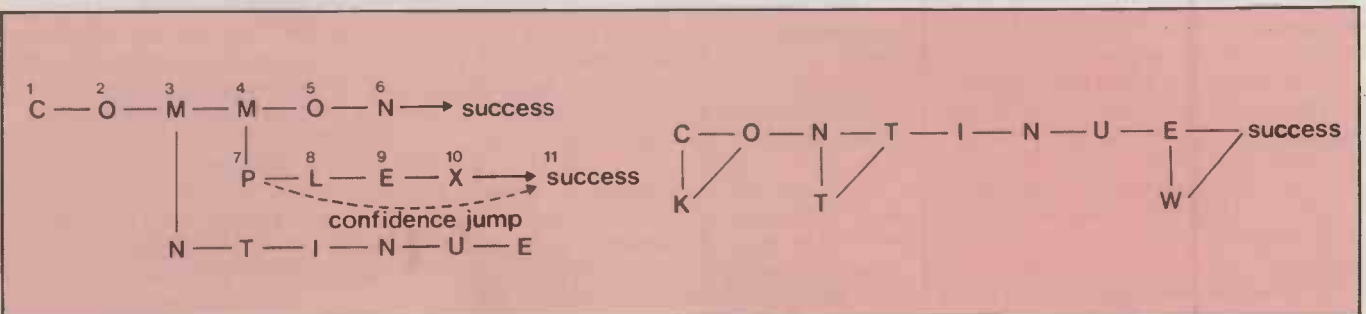 1 2 3 4 5 6
C — O — M — M — O — N → success
7 8 9 10 11
P — L — E — X → success
confidence jump
N — T — I — N — U — E
C — O — N — T — I — N — U — E — success
K T W